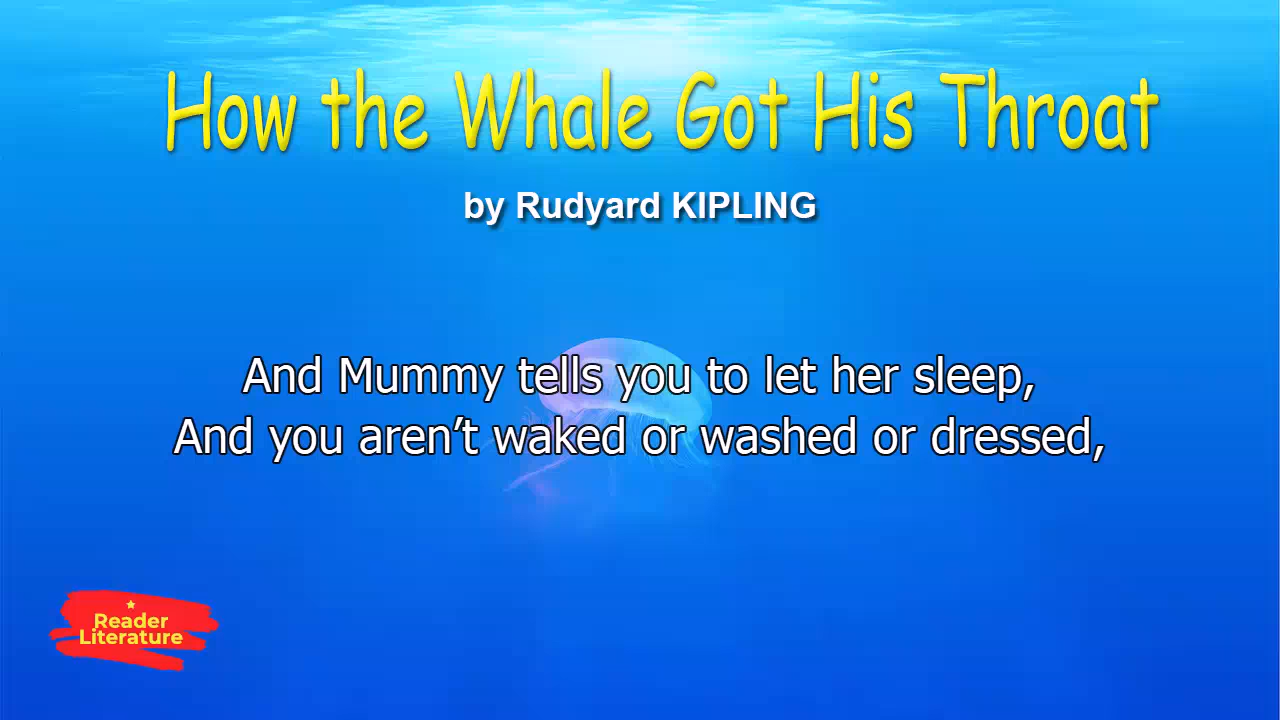 How the Whale Got His Throat
by Rudyard KIPLING
And Mummy tells you to let her sleep,
And you aren’t waked or washed or dressed,
Reader
Literature